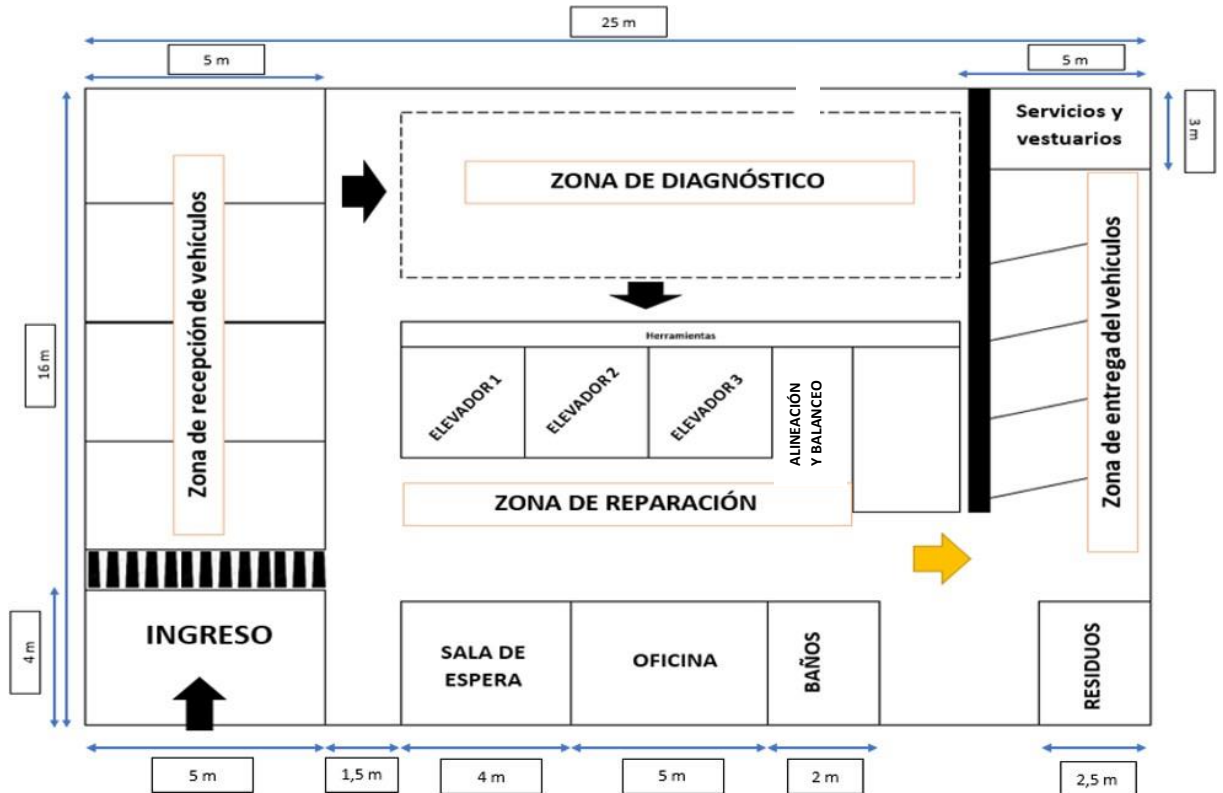 25 m
5 m
5 m
Servicios y
vestuarios
3 m
ZONA DE DIAGNÓSTICO
Zona de recepción de vehículos
Zona de entrega del vehículos
16 m
Herramientas
ELEVADOR 1
ELEVADOR 2
ELEVADOR 3
ALINEACIÓN
Y BALANCEO
ZONA DE REPARACIÓN
4 m
INGRESO
SALA DE
ESPERA
OFICINA
BAÑOS
RESIDUOS
5 m
1,5 m
4 m
5 m
2 m
2,5 m